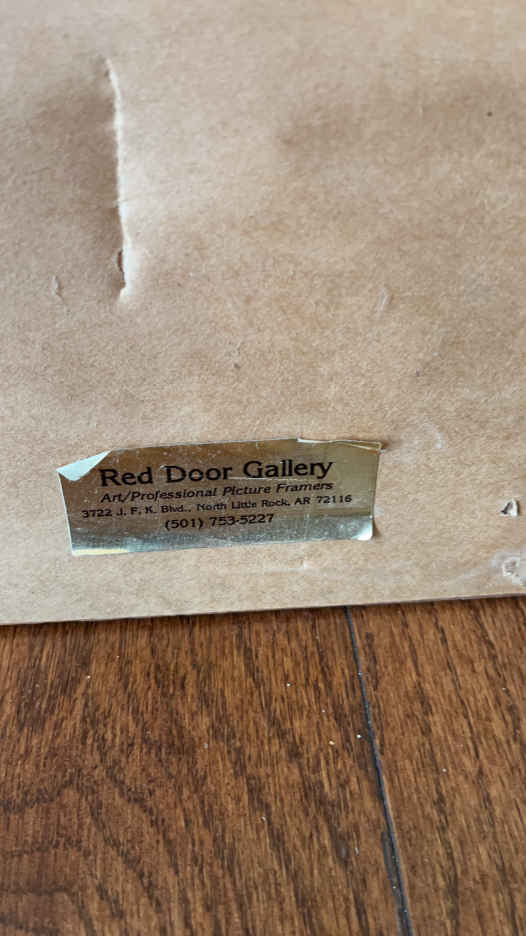 Red Door Gallery
Art/Professional Picture Framers
3722 J. F. K. Blvd., North Little Rock, AR 72116
(501) 753-5227